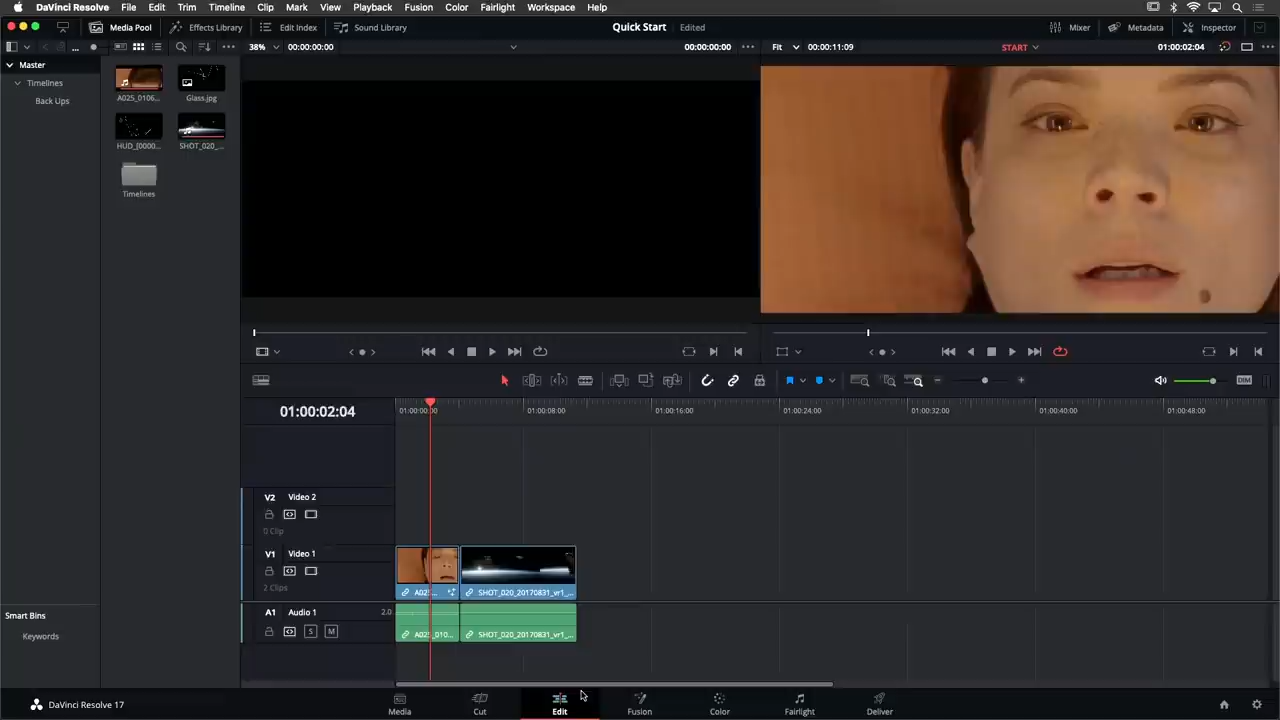 DaVinci Resolve File Edit Trim Timeline Clip Mark View Playback Fusion Color Fairlight Workspace Help
Media Pool Effects Library Edit Index Sound Library Quick Start Edited Mixer Metadata Inspector
38% 00:00:00:00 00:00:00:00 Fit 00:00:11:09 START 01:00:02:04
Master
Timelines
Back Ups
A025_0106... Glass.jpg
HUD_[0000... SHOT_020_...
Timelines
DIM
01:00:02:04
01:00:00:00 01:00:08:00 01:00:16:00 01:00:24:00 01:00:32:00 01:00:40:00 01:00:48:00
V2 Video 2
0 Clip
V1 Video 1
2 Clips
A02... SHOT_020_20170831_vr1_...
A1 Audio 1 2.0
S M
A025_010... SHOT_020_20170831_vr1_...
Smart Bins
Keywords
DaVinci Resolve 17
Media Cut Edit Fusion Color Fairlight Deliver